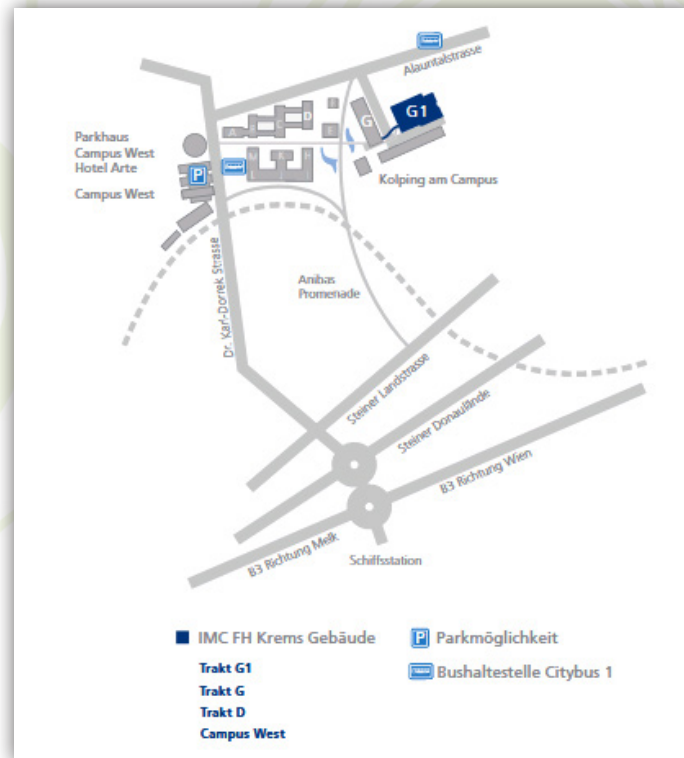 Alauntalstrasse
G1
D
A
G
P
Parkhaus
Campus West
Hotel Arte
Campus West
Kolping am Campus
Dr. Karl-Dorrek Strasse
Anibas
Promenade
Steiner Landstrasse
Steiner Donaulände
B3 Richtung Wien
B3 Richtung Melk
Schiffsstation
IMC FH Krems Gebäude
Trakt G1
Trakt G
Trakt D
Campus West
P Parkmöglichkeit
Bushaltestelle Citybus 1